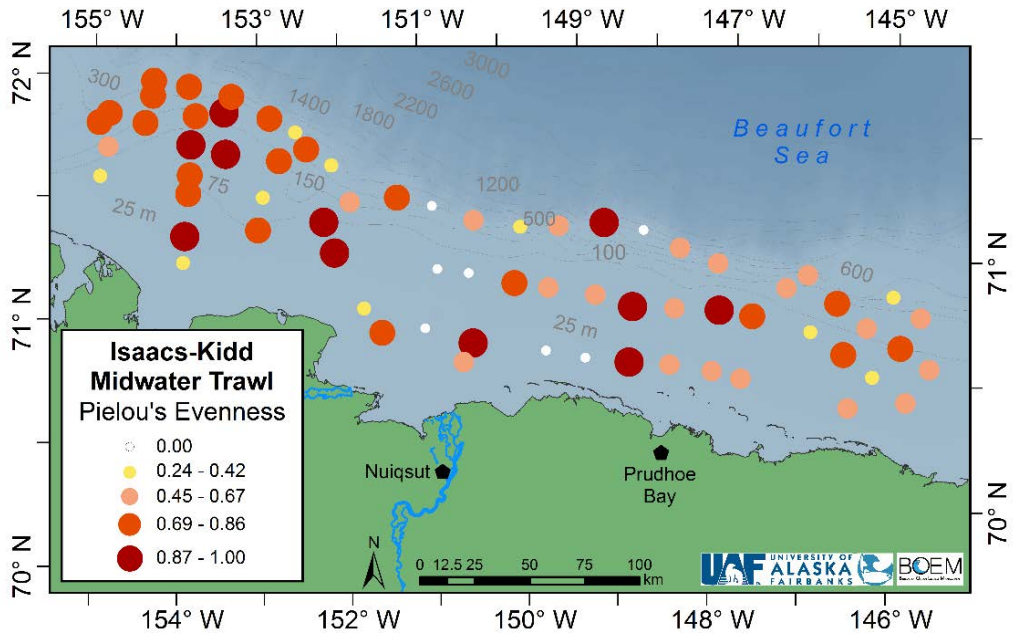 155° W 153° W 151° W 149° W 147° W 145° W
72° N
3000
300
2600
1400
2200
1800
Beaufort
Sea
75
150
1200
25 m
500
100
71° N
600
71° N
25 m
Isaacs-Kidd
Midwater Trawl
Pielou's Evenness
0.00
0.24 - 0.42
0.45 - 0.67
0.69 - 0.86
0.87 - 1.00
Nuiqsut
Prudhoe
Bay
70° N
N
0 12.5 25 50 75 100
km
UAF
UNIVERSITY OF
ALASKA
FAIRBANKS
BOEM
70° N
154° W 152° W 150° W 148° W 146° W